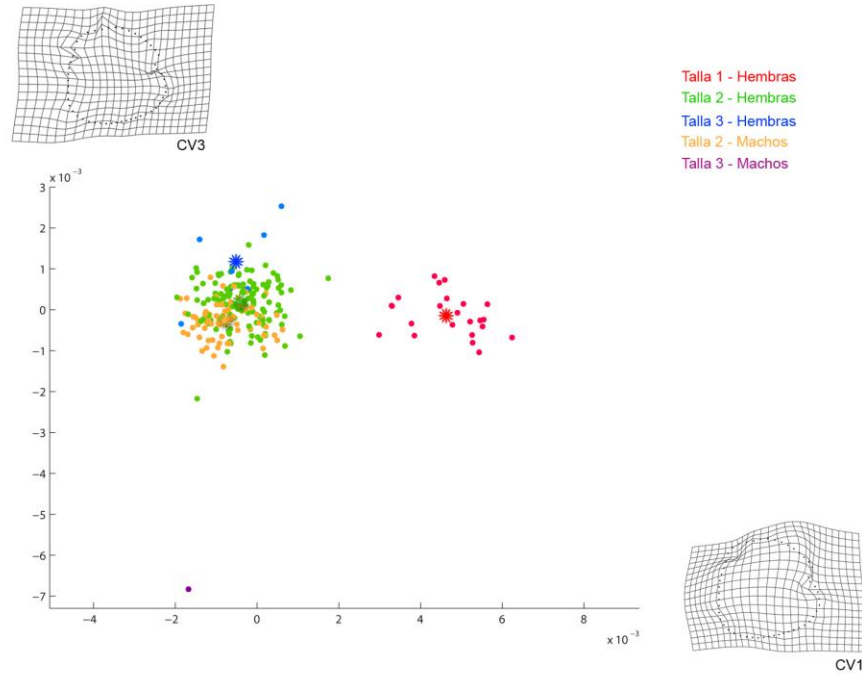 CV3
Talla 1 - Hembras
Talla 2 - Hembras
Talla 3 - Hembras
Talla 2 - Machos
Talla 3 - Machos
x 10 ⁻³
3
2
1
0
−1
−2
−3
−4
−5
−6
−7
−4 −2 0 2 4 6 8
x 10 ⁻³
CV1